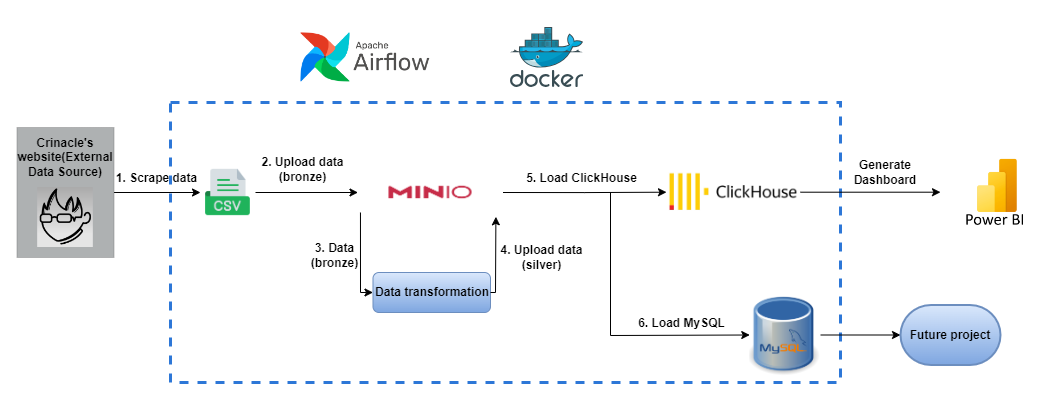 Apache
Airflow
docker
Crinacle's
website(External
Data Source)
1. Scrape data
CSV
2. Upload data
(bronze)
MINIO
3. Data
(bronze)
Data transformation
4. Upload data
(silver)
5. Load ClickHouse
ClickHouse
6. Load MySQL
MySQL
Generate
Dashboard
Power BI
Future project